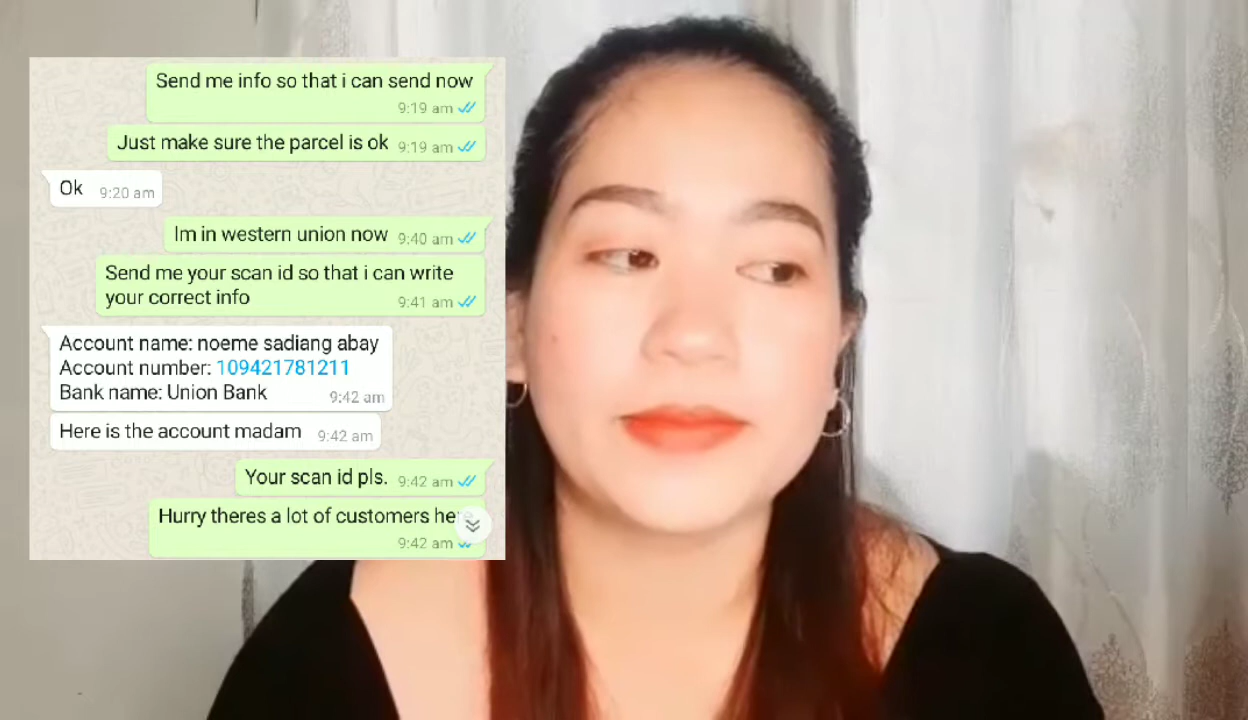 Send me info so that i can send now
9:19 am
Just make sure the parcel is ok 9:19 am
Ok 9:20 am
Im in western union now 9:40 am
Send me your scan id so that i can write
your correct info 9:41 am
Account name: noeme sadiang abay
Account number: 109421781211
Bank name: Union Bank 9:42 am
Here is the account madam 9:42 am
Your scan id pls. 9:42 am
Hurry theres a lot of customers
9:42 am